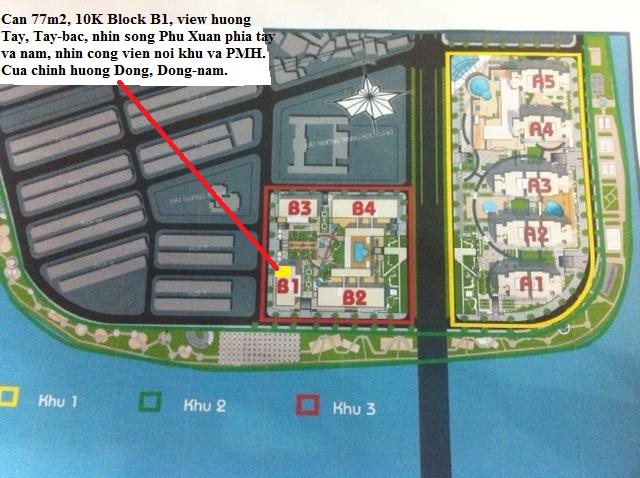 Can 77m2, 10K Block B1, view huong
Tay, Tay-bac, nhin song Phu Xuan phia tay
va nam, nhin cong vien noi khu va PMH.
Cua chinh huong Dong, Dong-nam.
A5
A4
A3
A2
A1
B3 B4
B1 B2
Khu 1 Khu 2 Khu 3